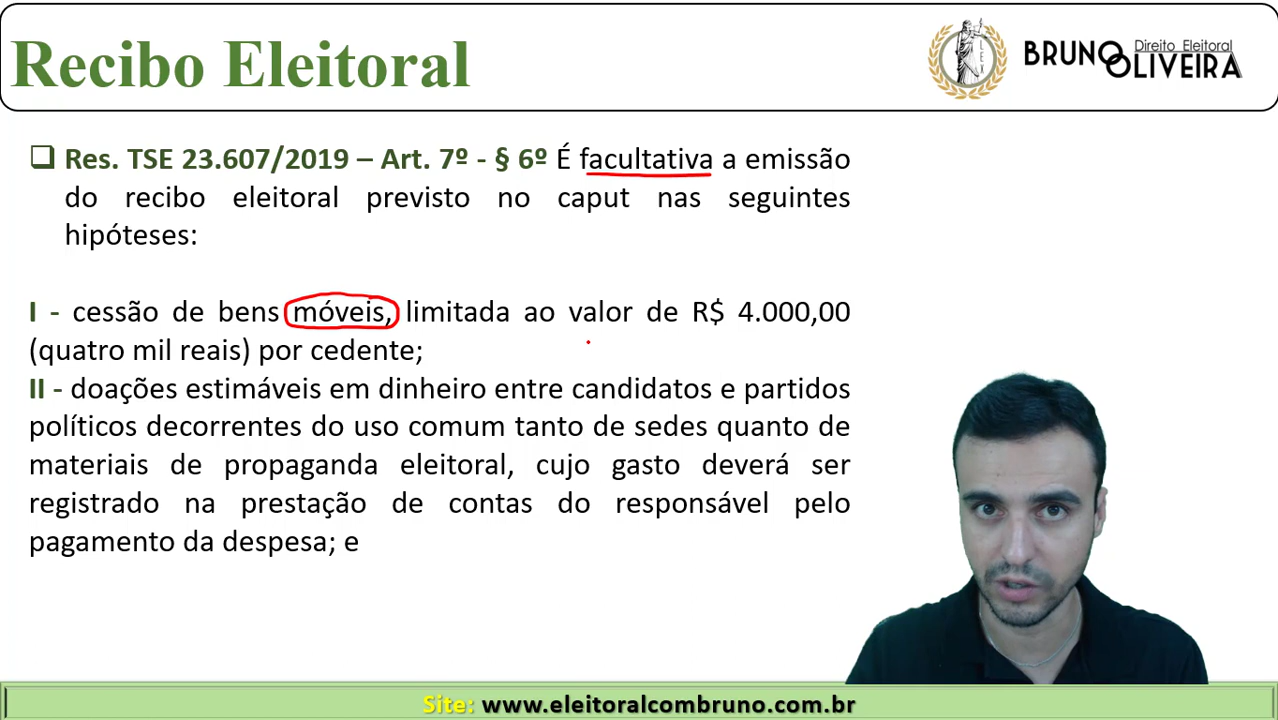 Recibo Eleitoral
BRUNO OLIVEIRA
Direito Eleitoral
LEX
❑ Res. TSE 23.607/2019 – Art. 7º - § 6º É facultativa a emissão
do recibo eleitoral previsto no caput nas seguintes
hipóteses:
I - cessão de bens móveis, limitada ao valor de R$ 4.000,00
(quatro mil reais) por cedente;
II - doações estimáveis em dinheiro entre candidatos e partidos
políticos decorrentes do uso comum tanto de sedes quanto de
materiais de propaganda eleitoral, cujo gasto deverá ser
registrado na prestação de contas do responsável pelo
pagamento da despesa; e
Site: www.eleitoralcombruno.com.br